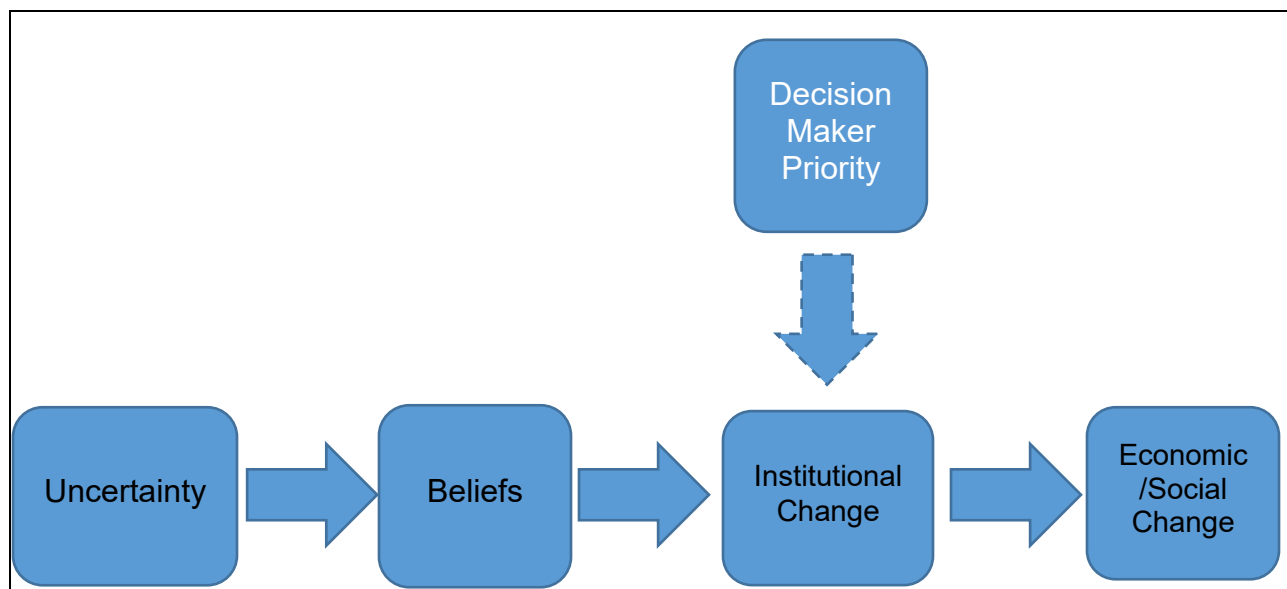 Decision
Maker
Priority
Uncertainty
Beliefs
Institutional
Change
Economic
/Social
Change